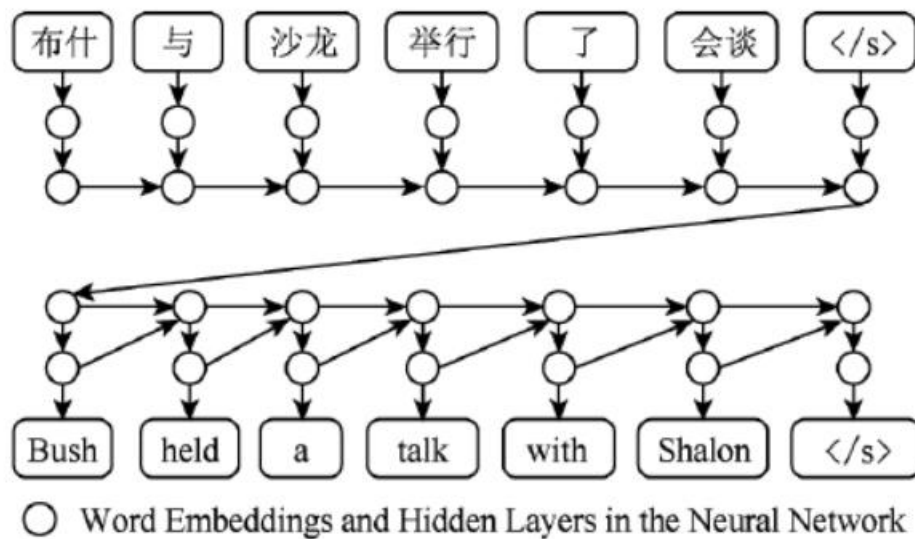 布什 与 沙龙 举行 了 会谈 </s>
Bush held a talk with Shalon </s>
Word Embeddings and Hidden Layers in the Neural Network